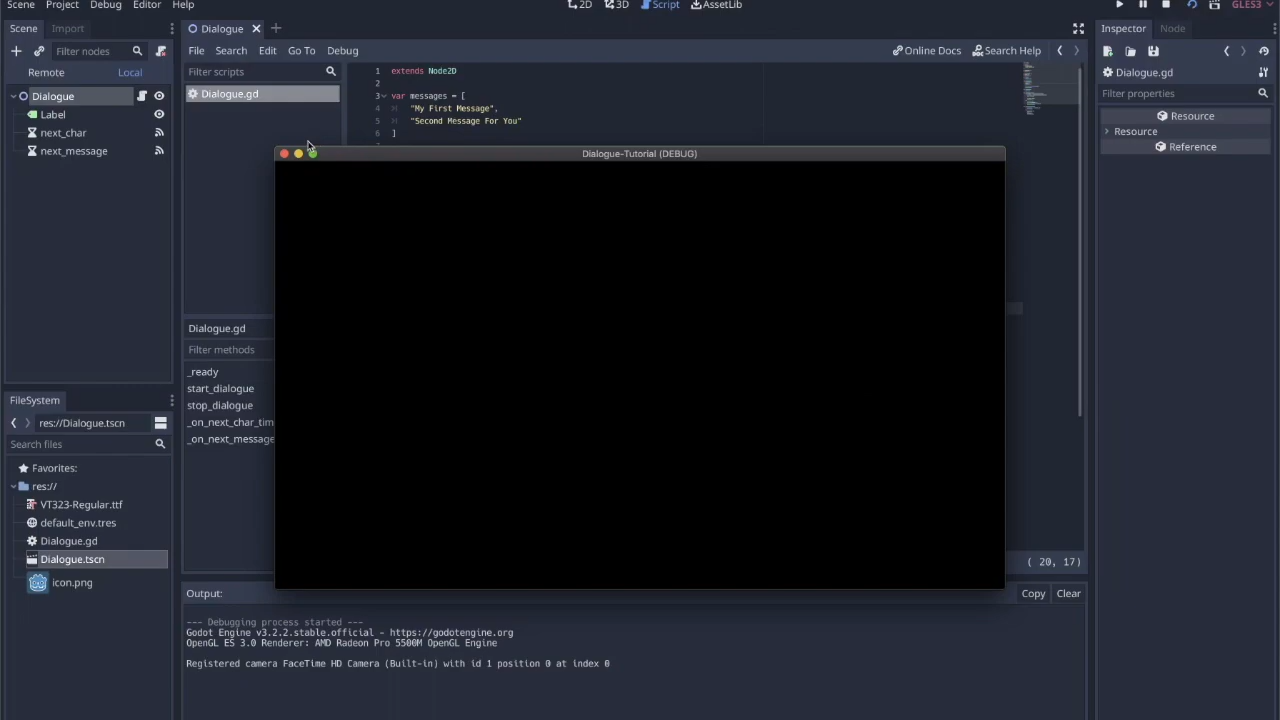 Scene Project Debug Editor Help
2D 3D Script AssetLib
GLES3
Scene Import
Filter nodes
Remote Local
Dialogue
Label
next_char
next_message
FileSystem
res://Dialogue.tscn
Search files
Favorites:
res://
VT323-Regular.ttf
default_env.tres
Dialogue.gd
Dialogue.tscn
icon.png
Dialogue
File Search Edit Go To Debug
Online Docs Search Help
Filter scripts
Dialogue.gd
Dialogue.gd
Filter methods
_ready
start_dialogue
stop_dialogue
_on_next_char_tim
_on_next_message
1 extends Node2D
2
3 var messages = [
4 "My First Message",
5 "Second Message For You"
6 ]
Dialogue-Tutorial (DEBUG)
( 20, 17)
Output:
Copy Clear
--- Debugging process started ---
Godot Engine v3.2.2.stable.official - https://godotengine.org
OpenGL ES 3.0 Renderer: AMD Radeon Pro 5500M OpenGL Engine
Registered camera FaceTime HD Camera (Built-in) with id 1 position 0 at index 0
Inspector Node
Dialogue.gd
Filter properties
Resource
Resource
Reference